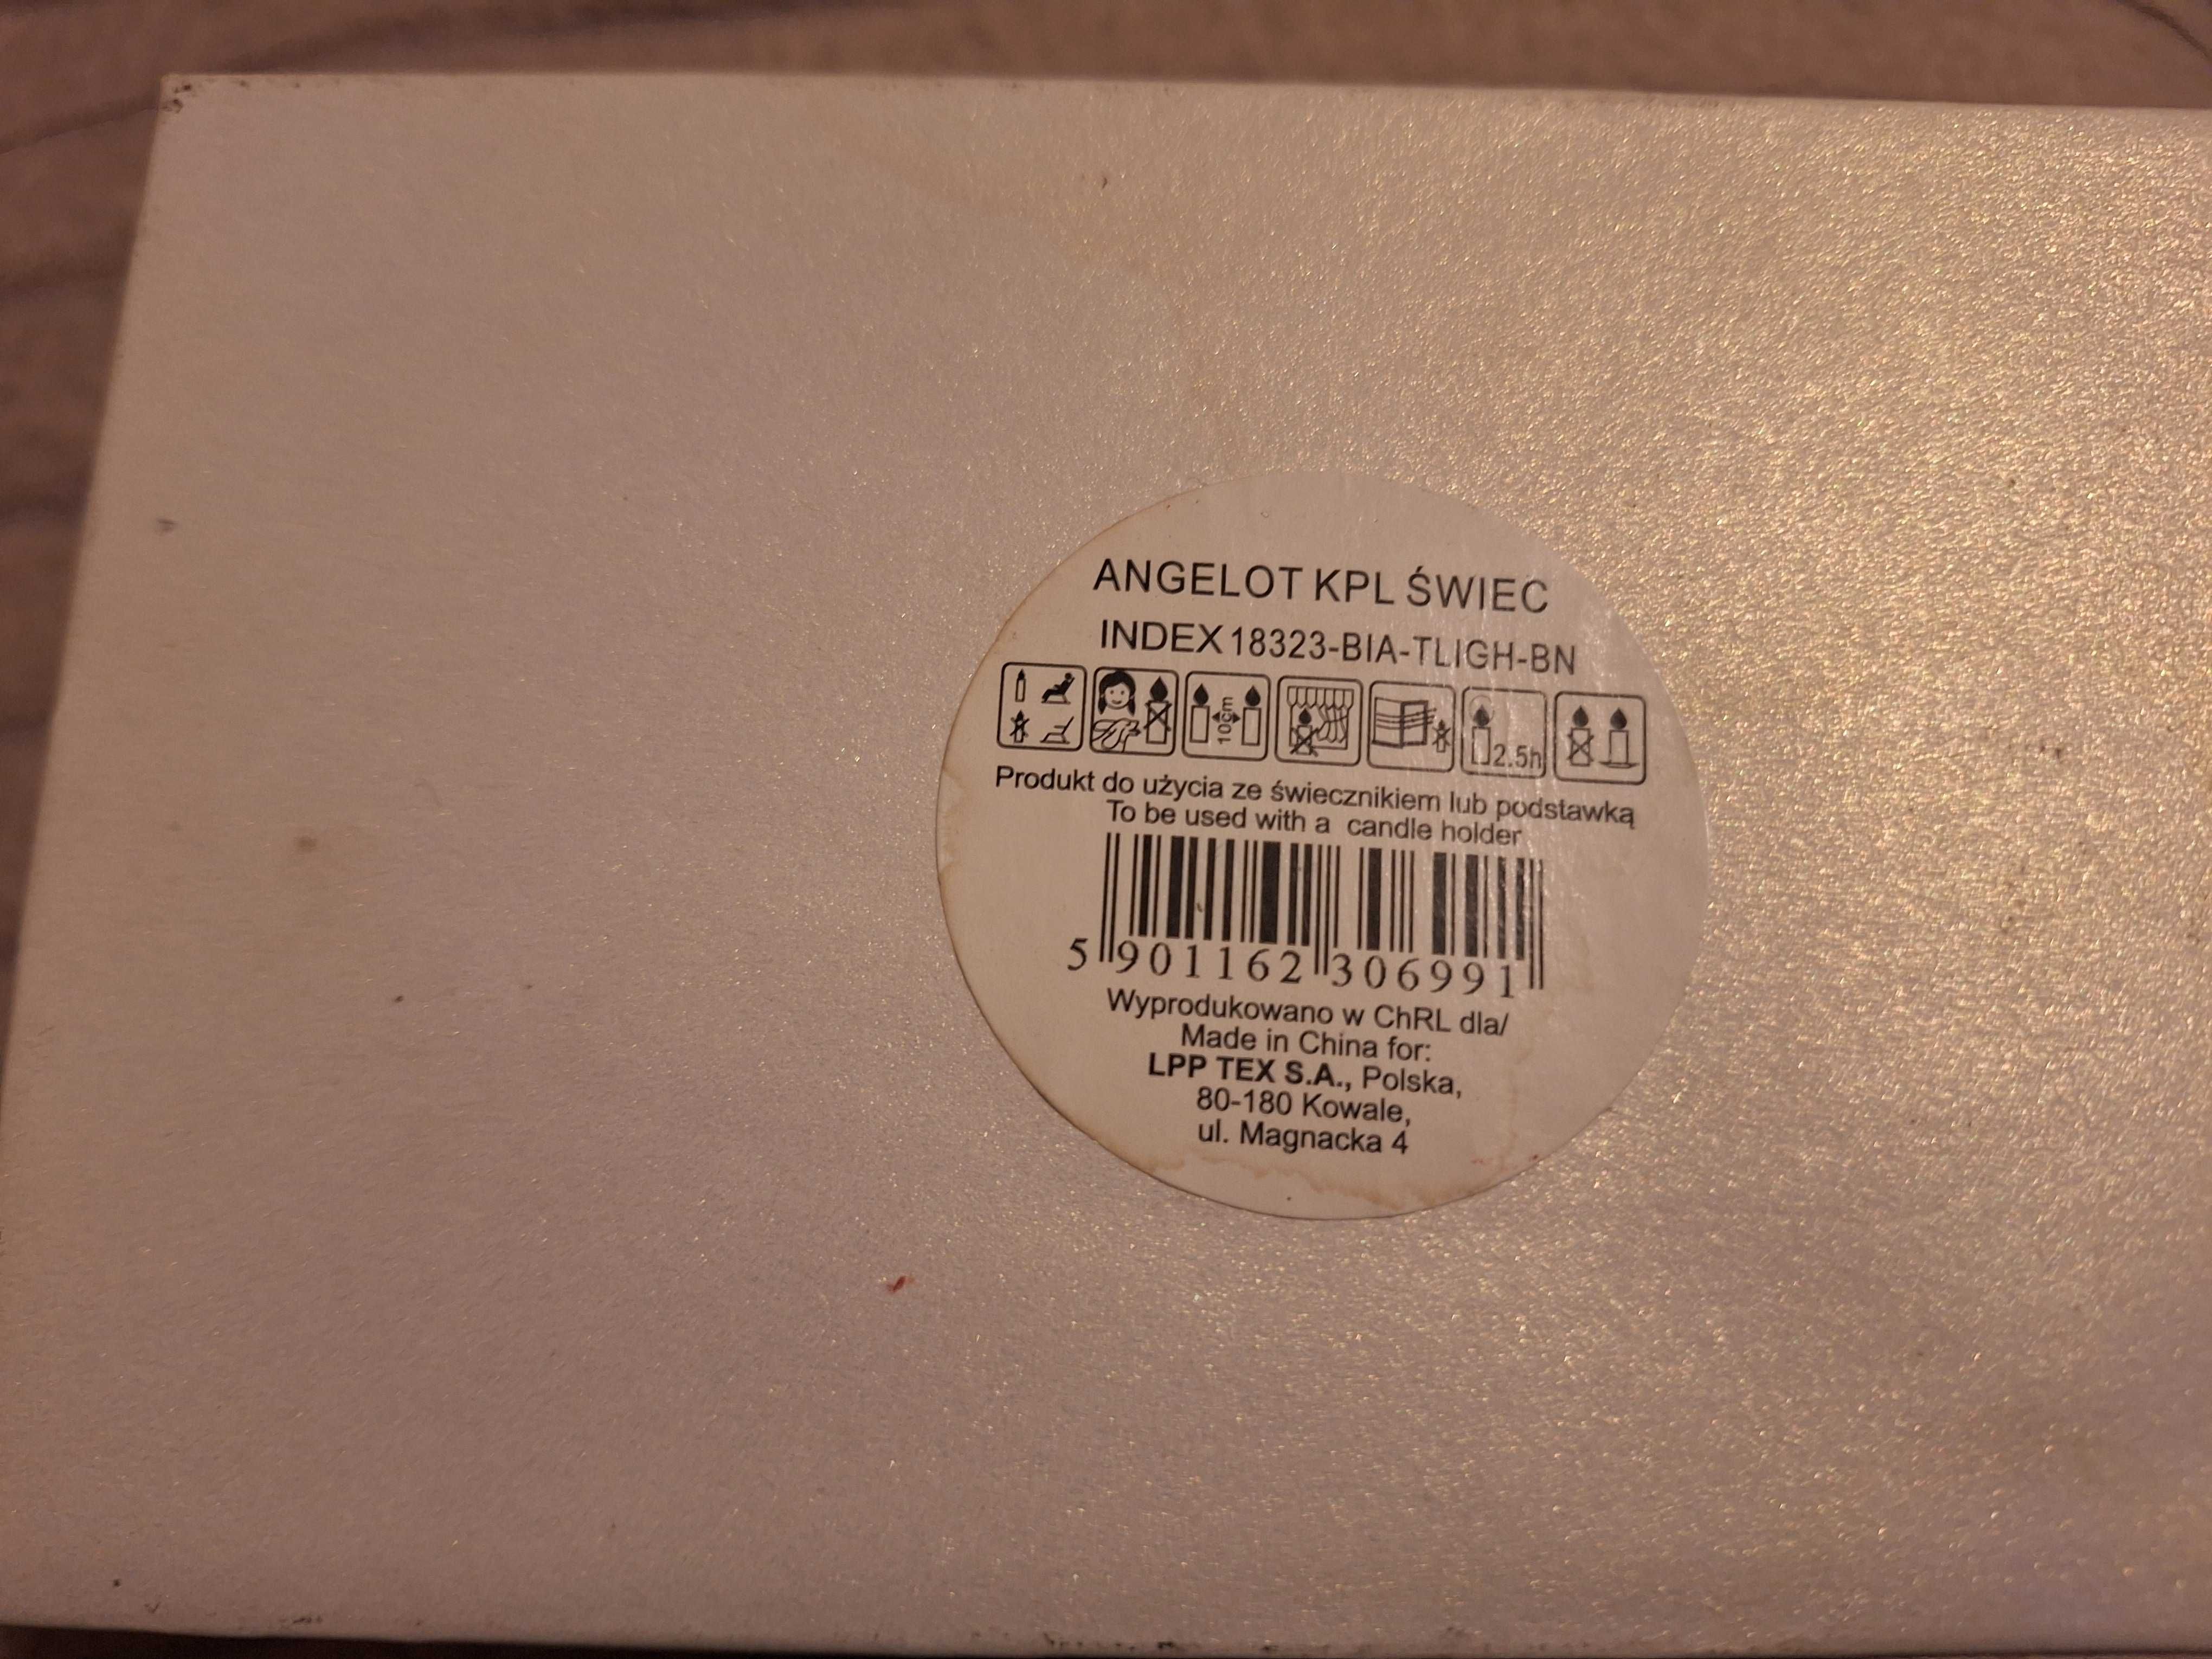 ANGELOT KPL ŚWIEC
INDEX 18323-BIA-TLIGH-BN
10cm
2.5h
Produkt do użycia ze świecznikiem lub podstawką
To be used with a candle holder
5 901162 306991
Wyprodukowano w ChRL dla/
Made in China for:
LPP TEX S.A., Polska,
80-180 Kowale,
ul. Magnacka 4